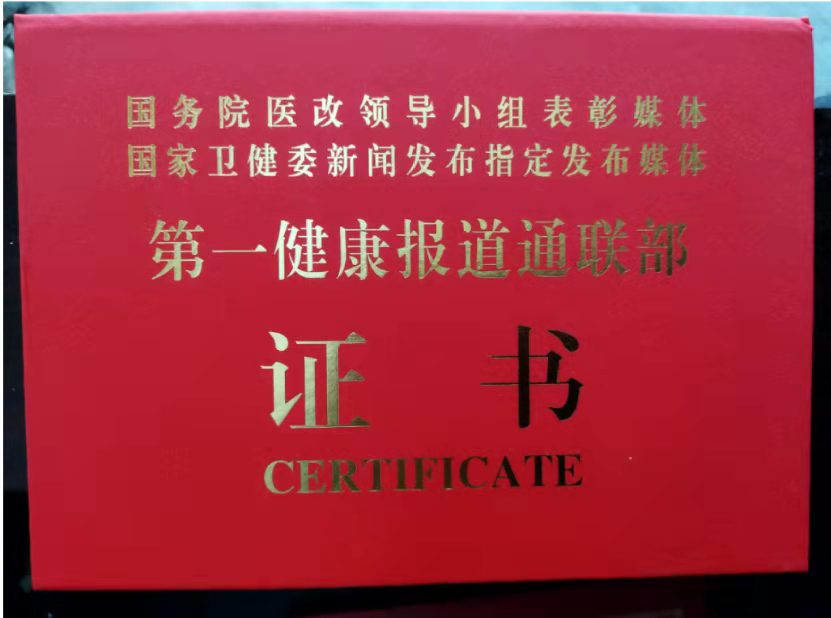 国务院医改领导小组表彰媒体
国家卫健委新闻发布指定发布媒体
第一健康报道通联部
证书
CERTIFICATE